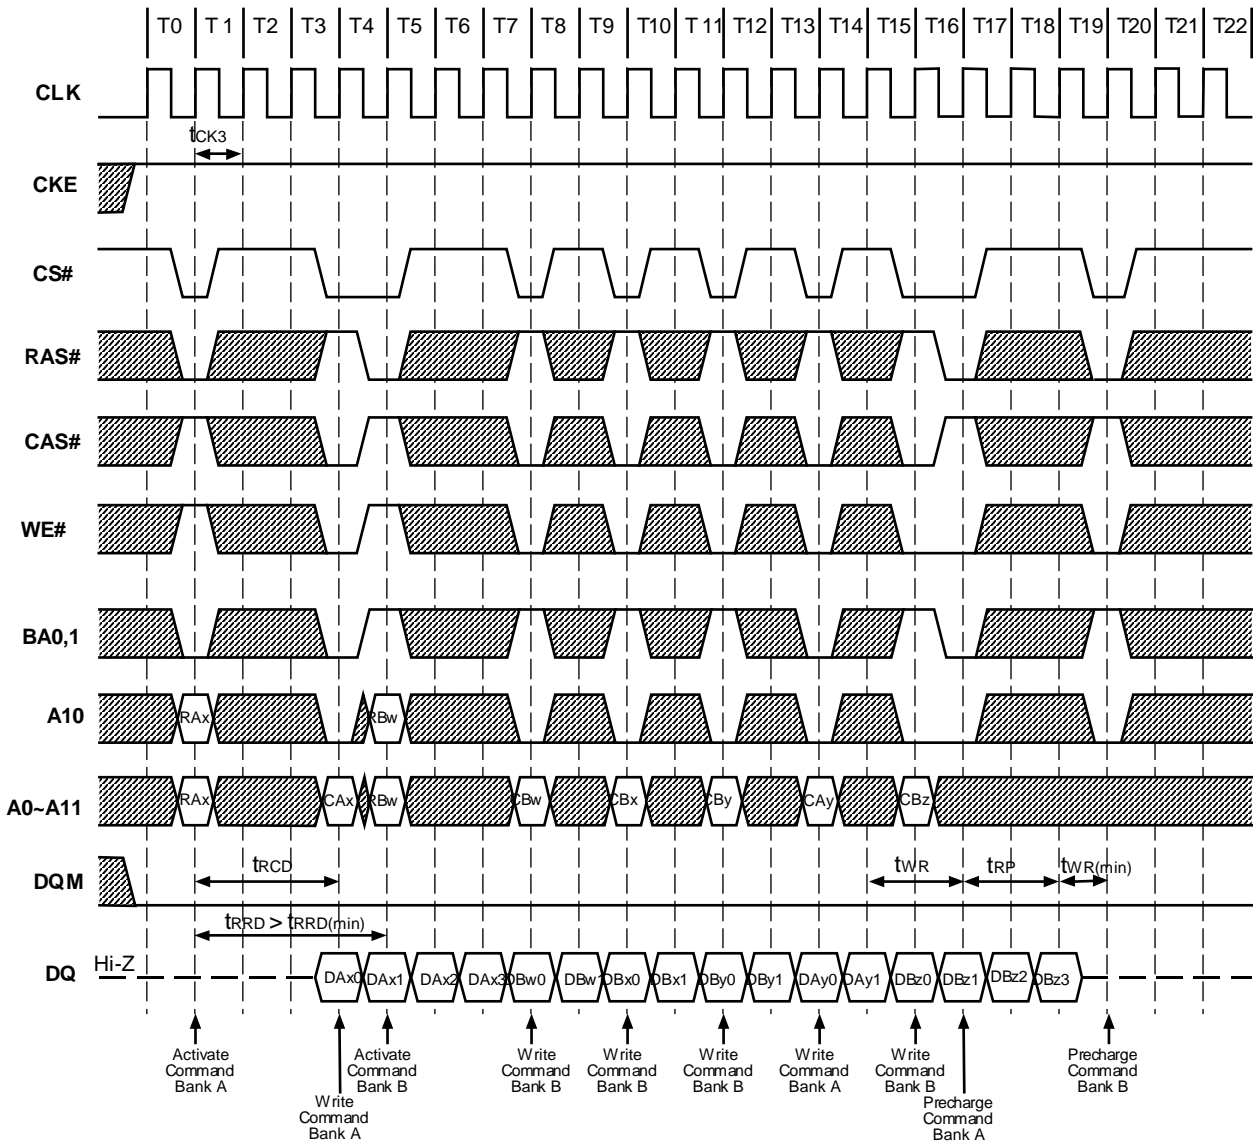 T0 T1 T2 T3 T4 T5 T6 T7 T8 T9 T10 T11 T12 T13 T14 T15 T16 T17 T18 T19 T20 T21 T22
CLK
tCK3
CKE
CS#
RAS#
CAS#
WE#
BA0,1
A10
RAx RBw
A0~A11
RAx CAx RBw CBw CBx CBy CAy CBz
DQM
tRCD tWR tRP tWR(min)
tRRD > tRRD(min)
DQ
Hi-Z
DAx0 DAx1 DAx2 DAx3 DBw0 DBw1 DBx0 DBx1 DBy0 DBy1 DAy0 DAy1 DBz0 DBz1 DBz2 DBz3
Activate
Command
Bank A
Write
Command
Bank A
Activate
Command
Bank B
Write
Command
Bank B
Write
Command
Bank B
Write
Command
Bank B
Write
Command
Bank A
Write
Command
Bank B
Precharge
Command
Bank A
Precharge
Command
Bank B